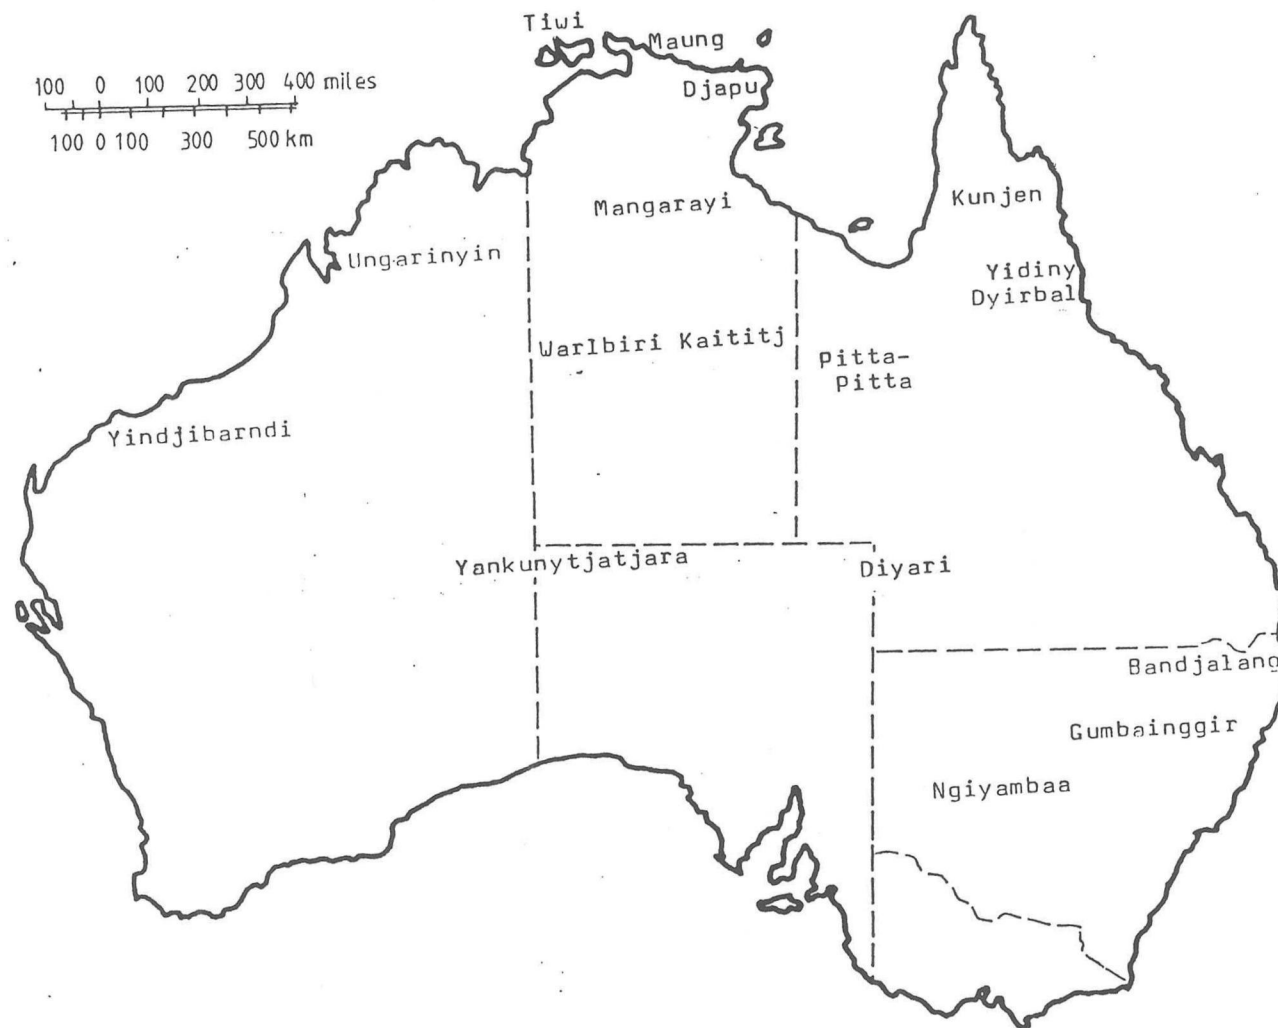 Tiwi
Maung
100 0 100 200 300 400 miles
Djapu
100 0 100 300 500 km
Kunjen
Mangarayi
Ungarinyin
Yidiny
Dyirbal
Warlbiri Kaititj
Pitta-
Pitta
Yindjibarndi
Yankunytjatjara
Diyari
Bandjalang
Gumbainggir
Ngiyambaa